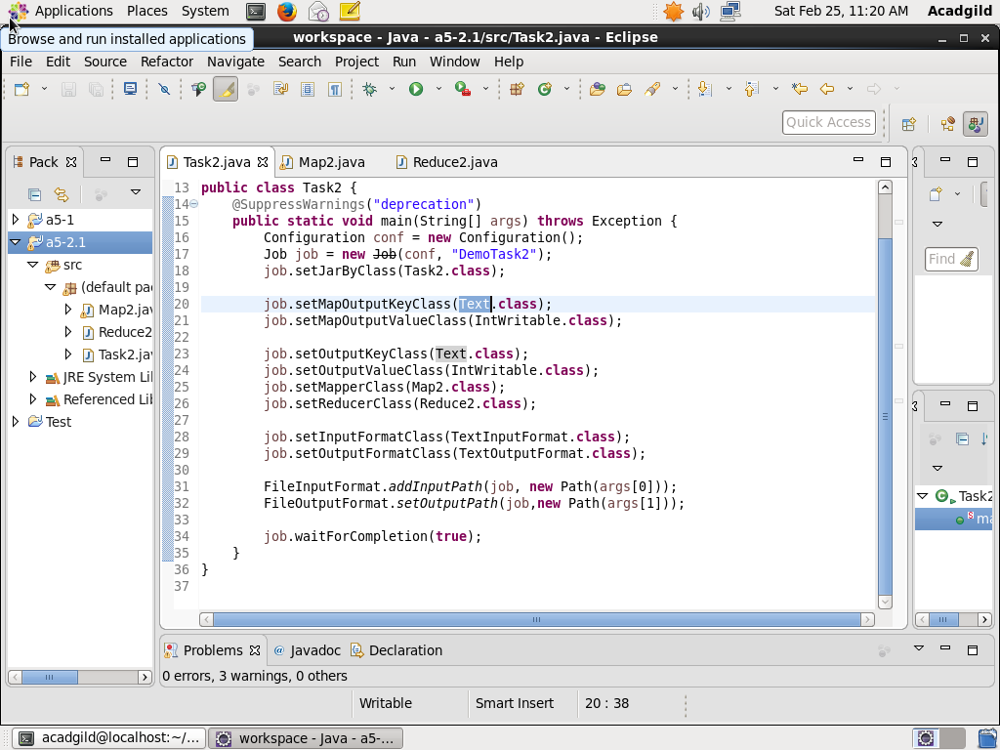 Applications Places System Sat Feb 25, 11:20 AM Acadgild
Browse and run installed applications
workspace - Java - a5-2.1/src/Task2.java - Eclipse
File Edit Source Refactor Navigate Search Project Run Window Help
Quick Access
Pack
Task2.java Map2.java Reduce2.java
a5-1
a5-2.1
src
(default pa
Map2.jav
Reduce2
Task2.jav
JRE System Li
Referenced Lib
Test
13 public class Task2 {
14 @SuppressWarnings("deprecation")
15 public static void main(String[] args) throws Exception {
16 Configuration conf = new Configuration();
17 Job job = new Job(conf, "DemoTask2");
18 job.setJarByClass(Task2.class);
19
20 job.setMapOutputKeyClass(Text.class);
21 job.setMapOutputValueClass(IntWritable.class);
22
23 job.setOutputKeyClass(Text.class);
24 job.setOutputValueClass(IntWritable.class);
25 job.setMapperClass(Map2.class);
26 job.setReducerClass(Reduce2.class);
27
28 job.setInputFormatClass(TextInputFormat.class);
29 job.setOutputFormatClass(TextOutputFormat.class);
30
31 FileInputFormat.addInputPath(job, new Path(args[0]));
32 FileOutputFormat.setOutputPath(job,new Path(args[1]));
33
34 job.waitForCompletion(true);
35 }
36 }
37
Find
Task2
ma
Problems Javadoc Declaration
0 errors, 3 warnings, 0 others
Writable Smart Insert 20 : 38
acadgild@localhost:~/... workspace - Java - a5-...